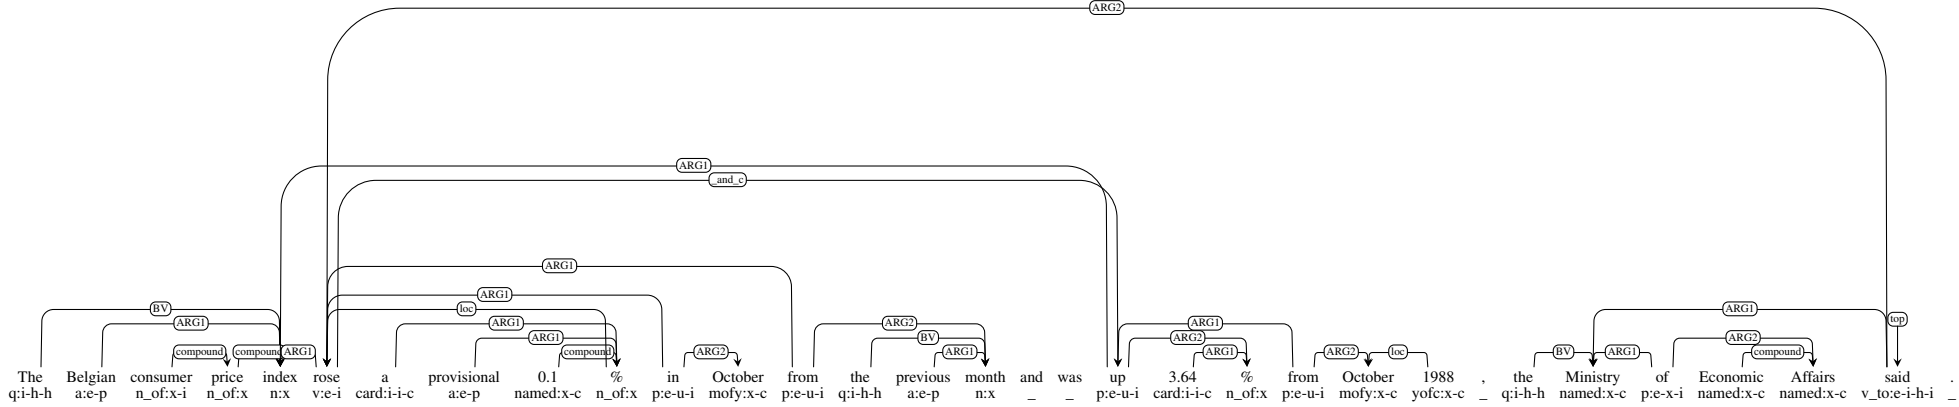 ARG2
ARG1
_and_c
ARG1
ARG1
BV loc ARG1
ARG1 ARG1 ARG2 ARG1 top
ARG1 BV ARG2 ARG2
compound compound ARG1 compound ARG2 ARG1 ARG1 ARG2 loc BV ARG1 compound
The Belgian consumer price index rose a provisional 0.1 % in October from the previous month and was up 3.64 % from October 1988 , the Ministry of Economic Affairs said .
q:i-h-h a:e-p n_of:x-i n_of:x n:x v:e-i card:i-i-c a:e-p named:x-c n_of:x p:e-u-i mofy:x-c p:e-u-i q:i-h-h a:e-p n:x _ _ p:e-u-i card:i-i-c n_of:x p:e-u-i mofy:x-c yofc:x-c _ q:i-h-h named:x-c p:e-x-i named:x-c named:x-c v_to:e-i-h-i _